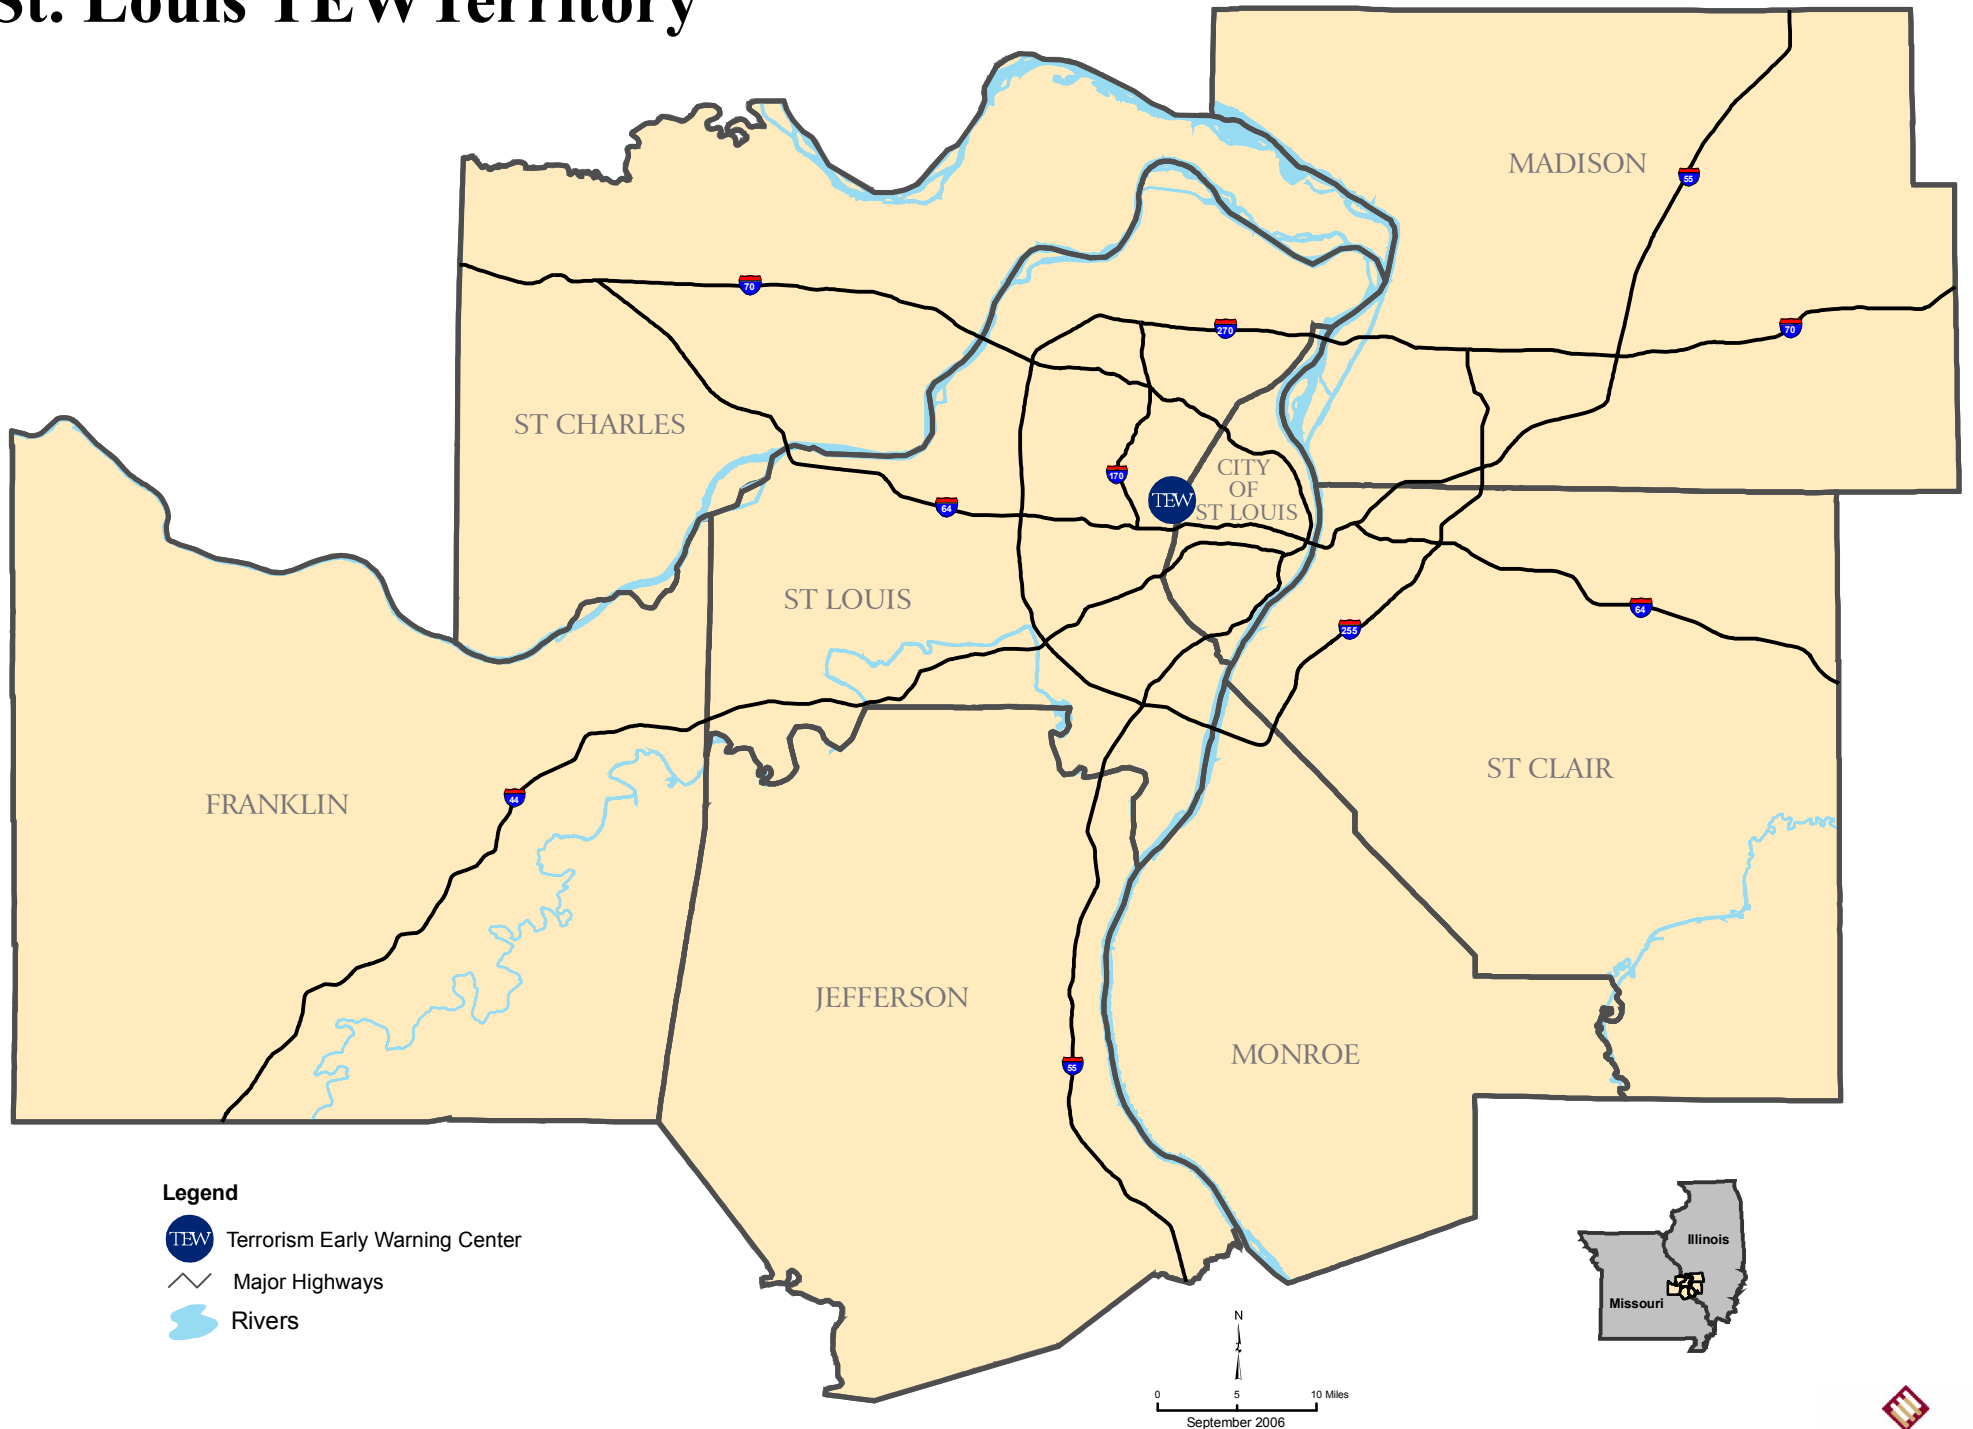 St. Louis TEW Territory
MADISON
55
70
270
70
ST CHARLES
170
CITY
OF
ST LOUIS
TEW
64
ST LOUIS
64
255
ST CLAIR
FRANKLIN
44
JEFFERSON
MONROE
55
Legend
TEW Terrorism Early Warning Center
Major Highways
Rivers
Illinois
Missouri
N
0 5 10 Miles
September 2006